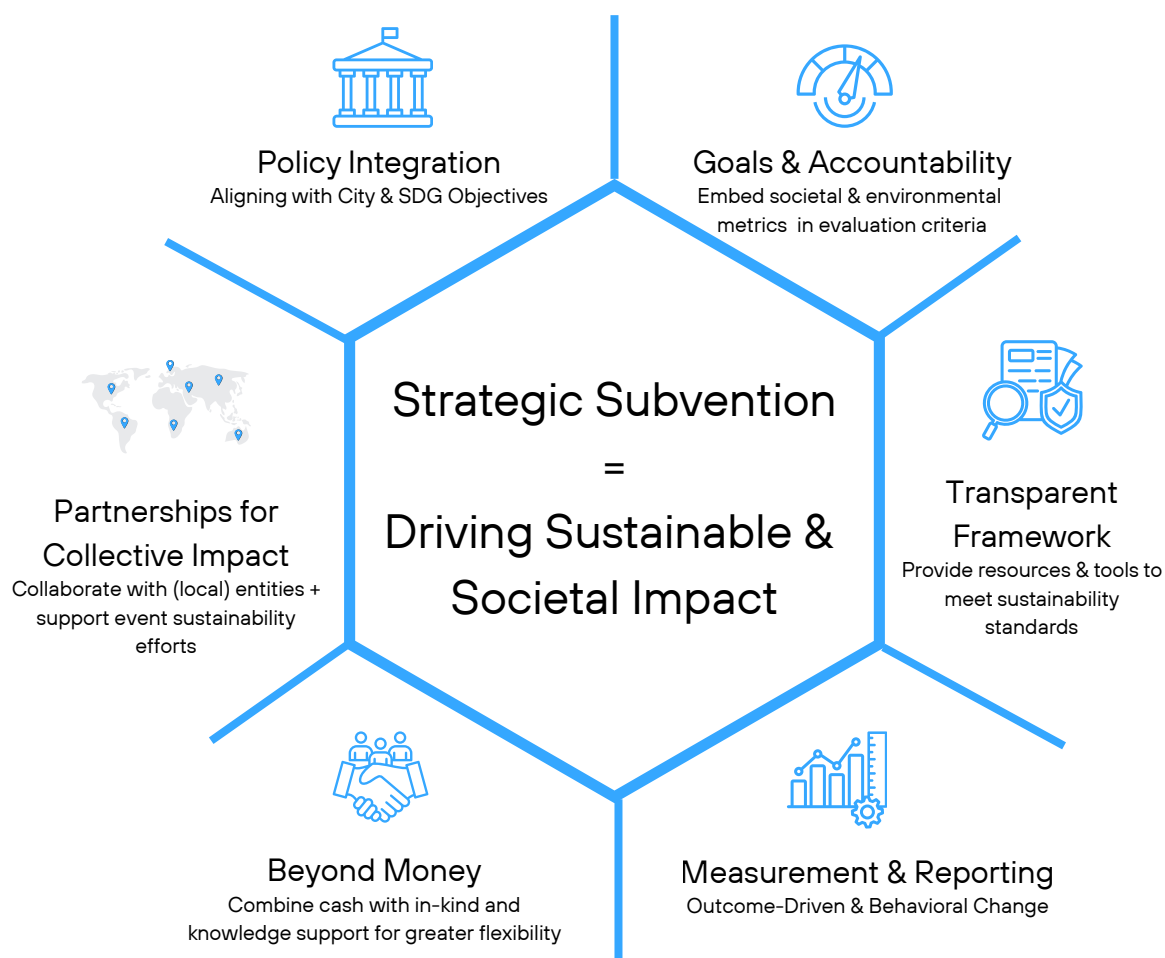 Policy Integration
Aligning with City & SDG Objectives
Goals & Accountability
Embed societal & environmental
metrics in evaluation criteria
Strategic Subvention
=
Driving Sustainable &
Societal Impact
Partnerships for
Collective Impact
Collaborate with (local) entities +
support event sustainability
efforts
Transparent
Framework
Provide resources & tools to
meet sustainability
standards
Beyond Money
Combine cash with in-kind and
knowledge support for greater flexibility
Measurement & Reporting
Outcome-Driven & Behavioral Change